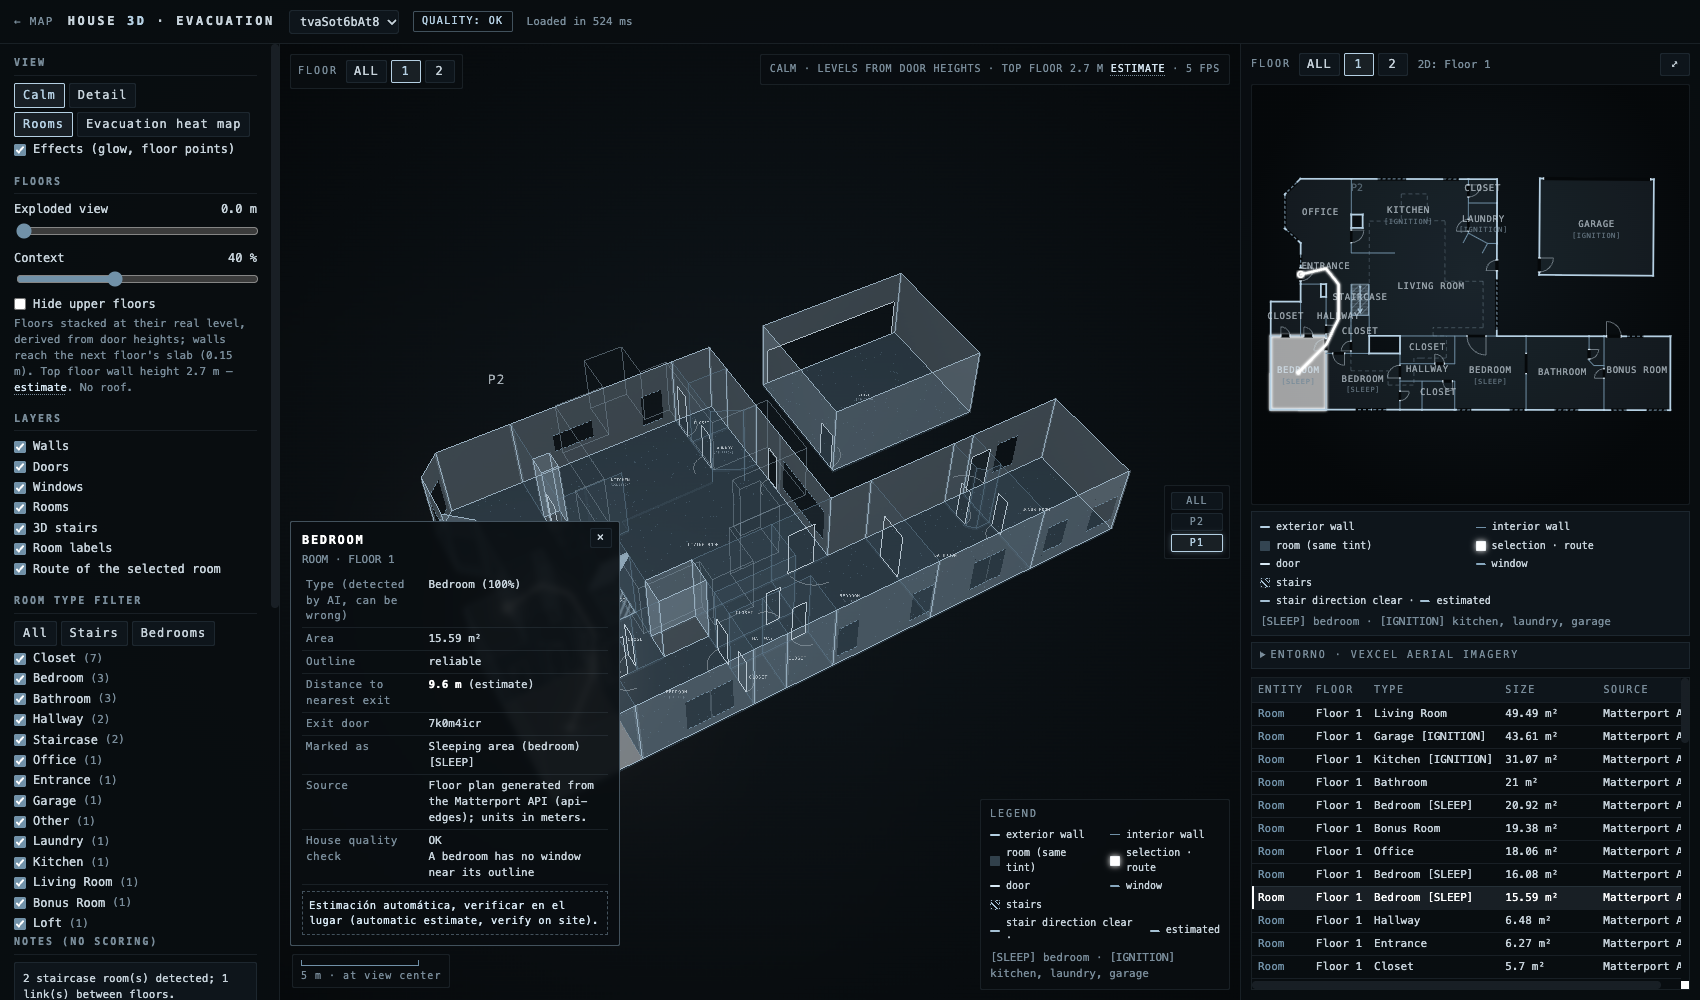 ← MAP HOUSE 3D · EVACUATION tvaSot6bAt8 QUALITY: OK Loaded in 524 ms
VIEW
Calm Detail
Rooms Evacuation heat map
Effects (glow, floor points)
FLOORS
Exploded view 0.0 m
Context 40 %
Hide upper floors
Floors stacked at their real level,
derived from door heights; walls
reach the next floor's slab (0.15
m). Top floor wall height 2.7 m —
estimate. No roof.
LAYERS
Walls
Doors
Windows
Rooms
3D stairs
Room labels
Route of the selected room
ROOM TYPE FILTER
All Stairs Bedrooms
Closet (7)
Bedroom (3)
Bathroom (3)
Hallway (2)
Staircase (2)
Office (1)
Entrance (1)
Garage (1)
Other (1)
Laundry (1)
Kitchen (1)
Living Room (1)
Bonus Room (1)
Loft (1)
NOTES (NO SCORING)
2 staircase room(s) detected; 1
link(s) between floors.
FLOOR ALL 1 2
CALM · LEVELS FROM DOOR HEIGHTS · TOP FLOOR 2.7 M ESTIMATE · 5 FPS
P2
ALL
P2
P1
BEDROOM ×
ROOM · FLOOR 1
Type (detected by AI, can be wrong) Bedroom (100%)
Area 15.59 m²
Outline reliable
Distance to nearest exit 9.6 m (estimate)
Exit door 7k0m4icr
Marked as Sleeping area (bedroom) [SLEEP]
Source Floor plan generated from the Matterport API (api-edges); units in meters.
House quality check OK
A bedroom has no window near its outline
Estimación automática, verificar en el
lugar (automatic estimate, verify on site).
5 m · at view center
LEGEND
exterior wall interior wall
room (same tint) selection · route
door window
stairs
stair direction clear · estimated
[SLEEP] bedroom · [IGNITION]
kitchen, laundry, garage
FLOOR ALL 1 2 2D: Floor 1
P2
CLOSET
OFFICE
KITCHEN
[IGNITION]
LAUNDRY
[IGNITION]
GARAGE
[IGNITION]
ENTRANCE
LIVING ROOM
STAIRCASE
CLOSET
HALLWAY
CLOSET
CLOSET
BEDROOM
[SLEEP]
BEDROOM
[SLEEP]
HALLWAY
CLOSET
BEDROOM
[SLEEP]
BATHROOM
BONUS ROOM
exterior wall interior wall
room (same tint) selection · route
door window
stairs
stair direction clear · estimated
[SLEEP] bedroom · [IGNITION] kitchen, laundry, garage
▶ ENTORNO · VEXCEL AERIAL IMAGERY
ENTITY FLOOR TYPE SIZE SOURCE
Room Floor 1 Living Room 49.49 m² Matterport A
Room Floor 1 Garage [IGNITION] 43.61 m² Matterport A
Room Floor 1 Kitchen [IGNITION] 31.07 m² Matterport A
Room Floor 1 Bathroom 21 m² Matterport A
Room Floor 1 Bedroom [SLEEP] 20.92 m² Matterport A
Room Floor 1 Bonus Room 19.38 m² Matterport A
Room Floor 1 Office 18.06 m² Matterport A
Room Floor 1 Bedroom [SLEEP] 16.08 m² Matterport A
Room Floor 1 Bedroom [SLEEP] 15.59 m² Matterport A
Room Floor 1 Hallway 6.48 m² Matterport A
Room Floor 1 Entrance 6.27 m² Matterport A
Room Floor 1 Closet 5.7 m² Matterport A